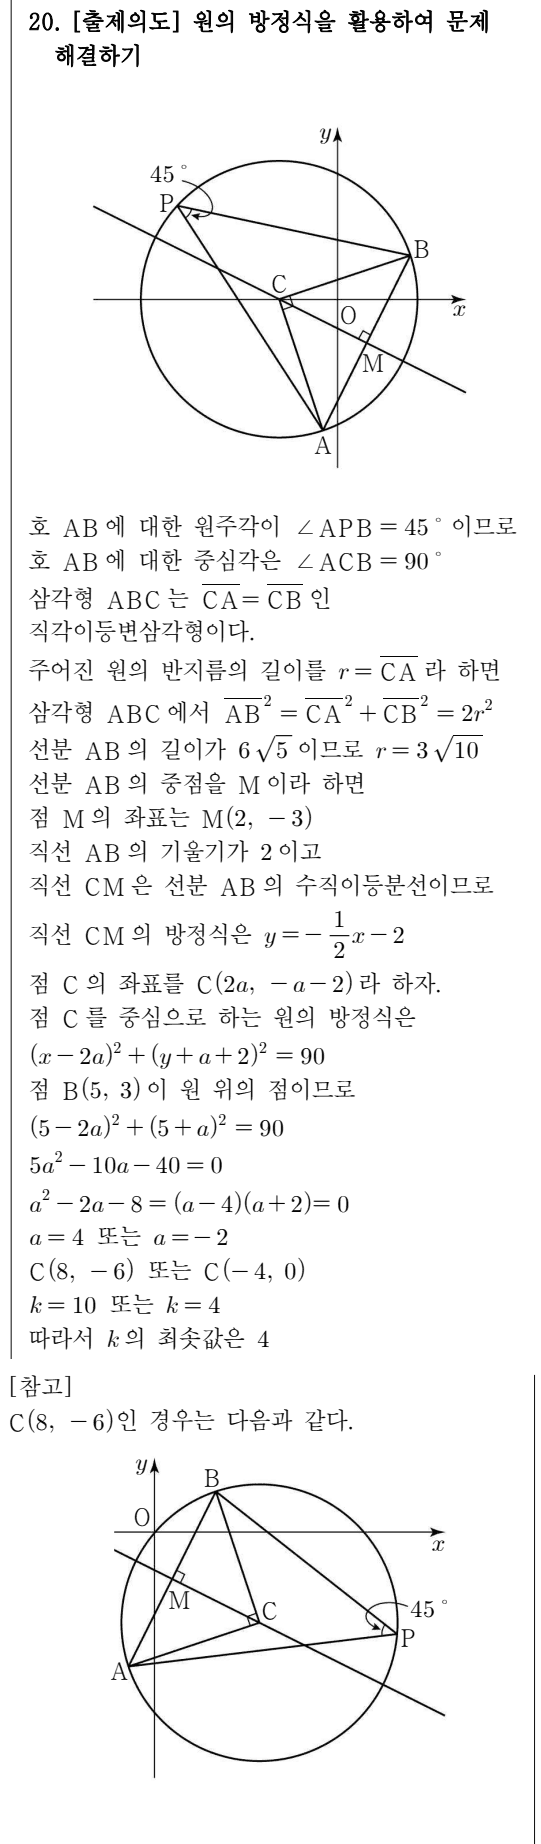 20. [출제의도] 원의 방정식을 활용하여 문제
해결하기
y
45°
P
B
C
O
x
M
A
호 AB에 대한 원주각이 ∠APB = 45°이므로
호 AB에 대한 중심각은 ∠ACB = 90°
삼각형 ABC는 \overline{CA} = \overline{CB}인
직각이등변삼각형이다.
주어진 원의 반지름의 길이를 r = \overline{CA}라 하면
삼각형 ABC에서 \overline{AB}² = \overline{CA}² + \overline{CB}² = 2r²
선분 AB의 길이가 6√5이므로 r = 3√10
선분 AB의 중점을 M이라 하면
점 M의 좌표는 M(2, −3)
직선 AB의 기울기가 2이고
직선 CM은 선분 AB의 수직이등분선이므로
직선 CM의 방정식은 y = −\frac{1}{2}x − 2
점 C의 좌표를 C(2a, −a−2)라 하자.
점 C를 중심으로 하는 원의 방정식은
(x−2a)² + (y+a+2)² = 90
점 B(5, 3)이 원 위의 점이므로
(5−2a)² + (5+a)² = 90
5a² − 10a − 40 = 0
a² − 2a − 8 = (a−4)(a+2) = 0
a = 4 또는 a = −2
C(8, −6) 또는 C(−4, 0)
k = 10 또는 k = 4
따라서 k의 최솟값은 4
[참고]
C(8, −6)인 경우는 다음과 같다.
y
B
O
x
M
C
45°
P
A